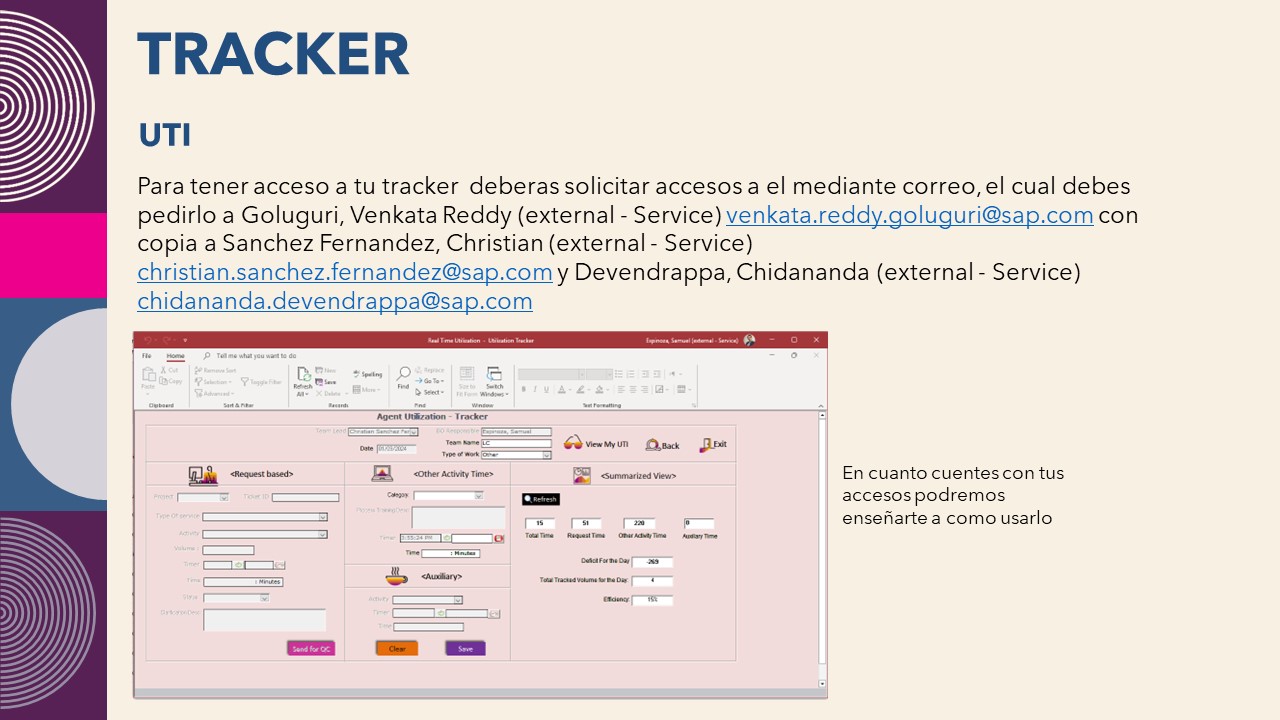 TRACKER
UTI
Para tener acceso a tu tracker  deberas solicitar accesos a el mediante correo, el cual debes
pedirlo a Goluguri, Venkata Reddy (external - Service) venkata.reddy.goluguri@sap.com con
copia a Sanchez Fernandez, Christian (external - Service)
christian.sanchez.fernandez@sap.com y Devendrappa, Chidananda (external - Service)
chidananda.devendrappa@sap.com
Real Time Utilization - Utilization Tracker
Espinoza, Samuel (external - Service)
File Home Tell me what you want to do
Paste
Cut
Copy
Clipboard
Remove Sort
Selection
Advanced
Toggle Filter
Sort & Filter
Refresh All
New
Save
Delete
Spelling
More
Records
Find
Replace
Go To
Select
Find
Size to Fit Form
Switch Windows
Window
B I U
Text Formatting
Agent Utilization - Tracker
Team Lead Christian Sanchez Fer
Espinoza, Samuel
Date 01/05/2024
Team Name LC
Type of Work Other
View My UTI
Back
Exit
<Request based>
Project Ticket ID
Type Of Service
Activity
Volume
Timer
Time : Minutes
Status
Send for QC
<Other Activity Time>
Category
Timer 3:55:24 PM
Time : Minutes
<Auxiliary>
Activity
Timer
Time
Clear
Save
<Summarized View>
Refresh
15 51 220 0
Total Time Request Time Other Activity Time Auxiliary Time
Deficit For the Day -269
Total Tracked Volume for the Day: 4
Efficiency: 15%
En cuanto cuentes con tus
accesos podremos
enseñarte a como usarlo